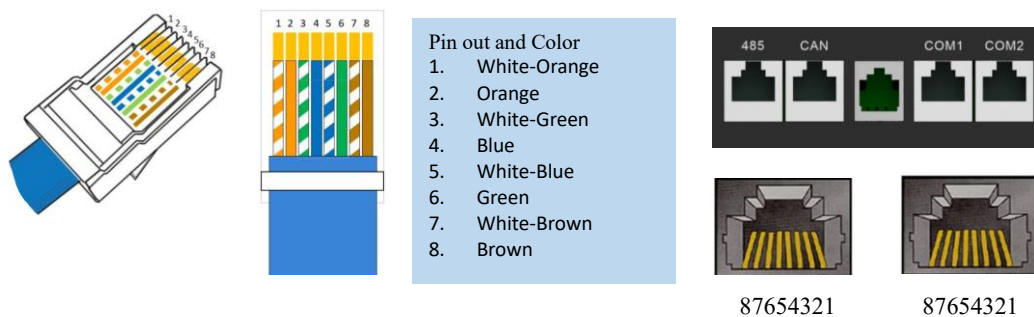 12345678
1 2 3 4 5 6 7 8
Pin out and Color
1. White-Orange
2. Orange
3. White-Green
4. Blue
5. White-Blue
6. Green
7. White-Brown
8. Brown
485 CAN COM1 COM2
87654321 87654321